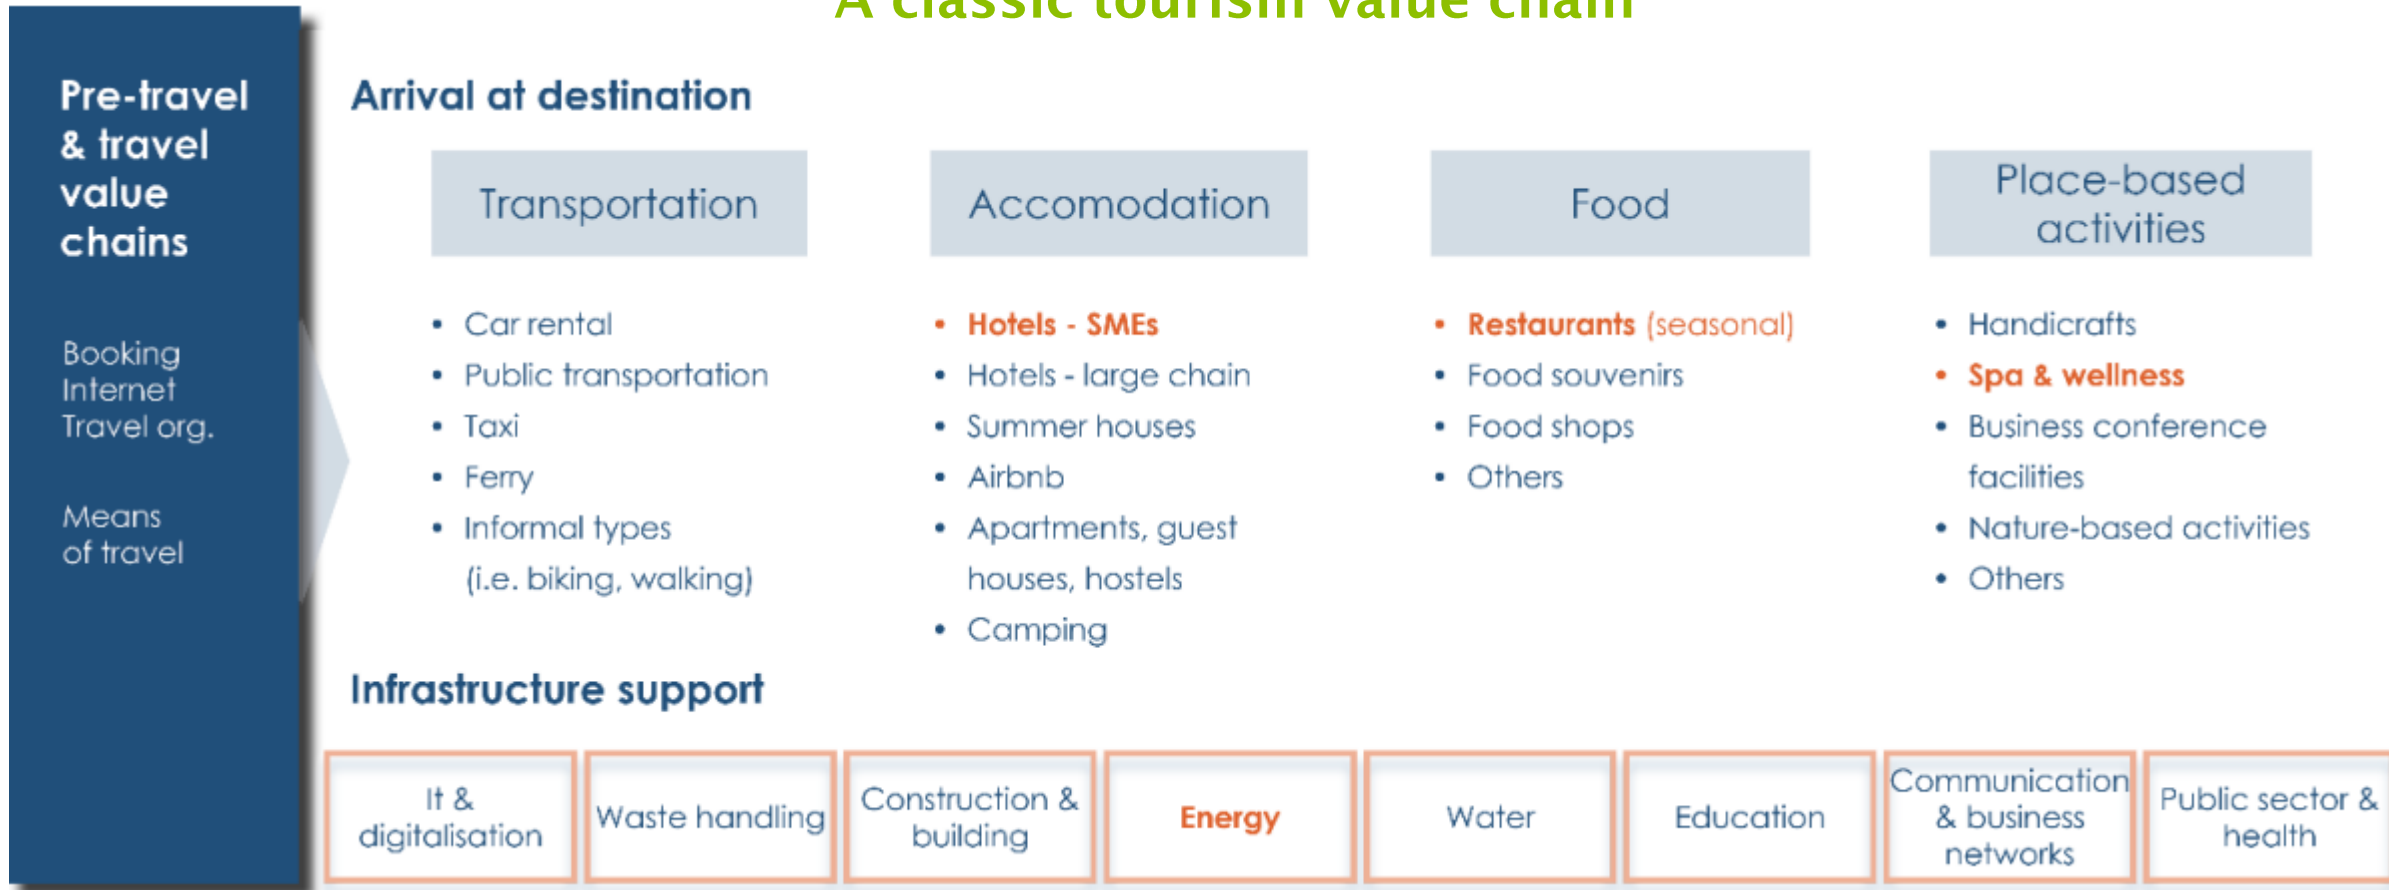 A classic tourism value chain
Pre-travel
& travel
value
chains
Booking
Internet
Travel org.
Means
of travel
Arrival at destination
Transportation
• Car rental
• Public transportation
• Taxi
• Ferry
• Informal types
(i.e. biking, walking)
Accomodation
• Hotels - SMEs
• Hotels - large chain
• Summer houses
• Airbnb
• Apartments, guest
houses, hostels
• Camping
Food
• Restaurants (seasonal)
• Food souvenirs
• Food shops
• Others
Place-based
activities
• Handicrafts
• Spa & wellness
• Business conference
facilities
• Nature-based activities
• Others
Infrastructure support
It &
digitalisation
Waste handling
Construction &
building
Energy
Water
Education
Communication
& business
networks
Public sector &
health